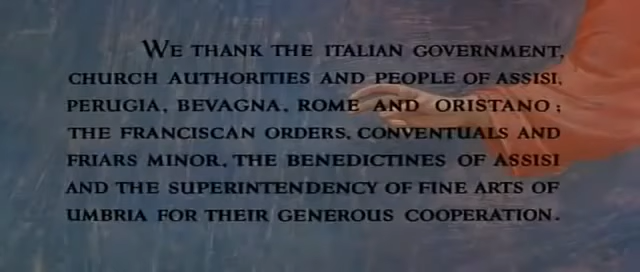 WE THANK THE ITALIAN GOVERNMENT,
CHURCH AUTHORITIES AND PEOPLE OF ASSISI,
PERUGIA, BEVAGNA, ROME AND ORISTANO;
THE FRANCISCAN ORDERS, CONVENTUALS AND
FRIARS MINOR, THE BENEDICTINES OF ASSISI
AND THE SUPERINTENDENCY OF FINE ARTS OF
UMBRIA FOR THEIR GENEROUS COOPERATION.